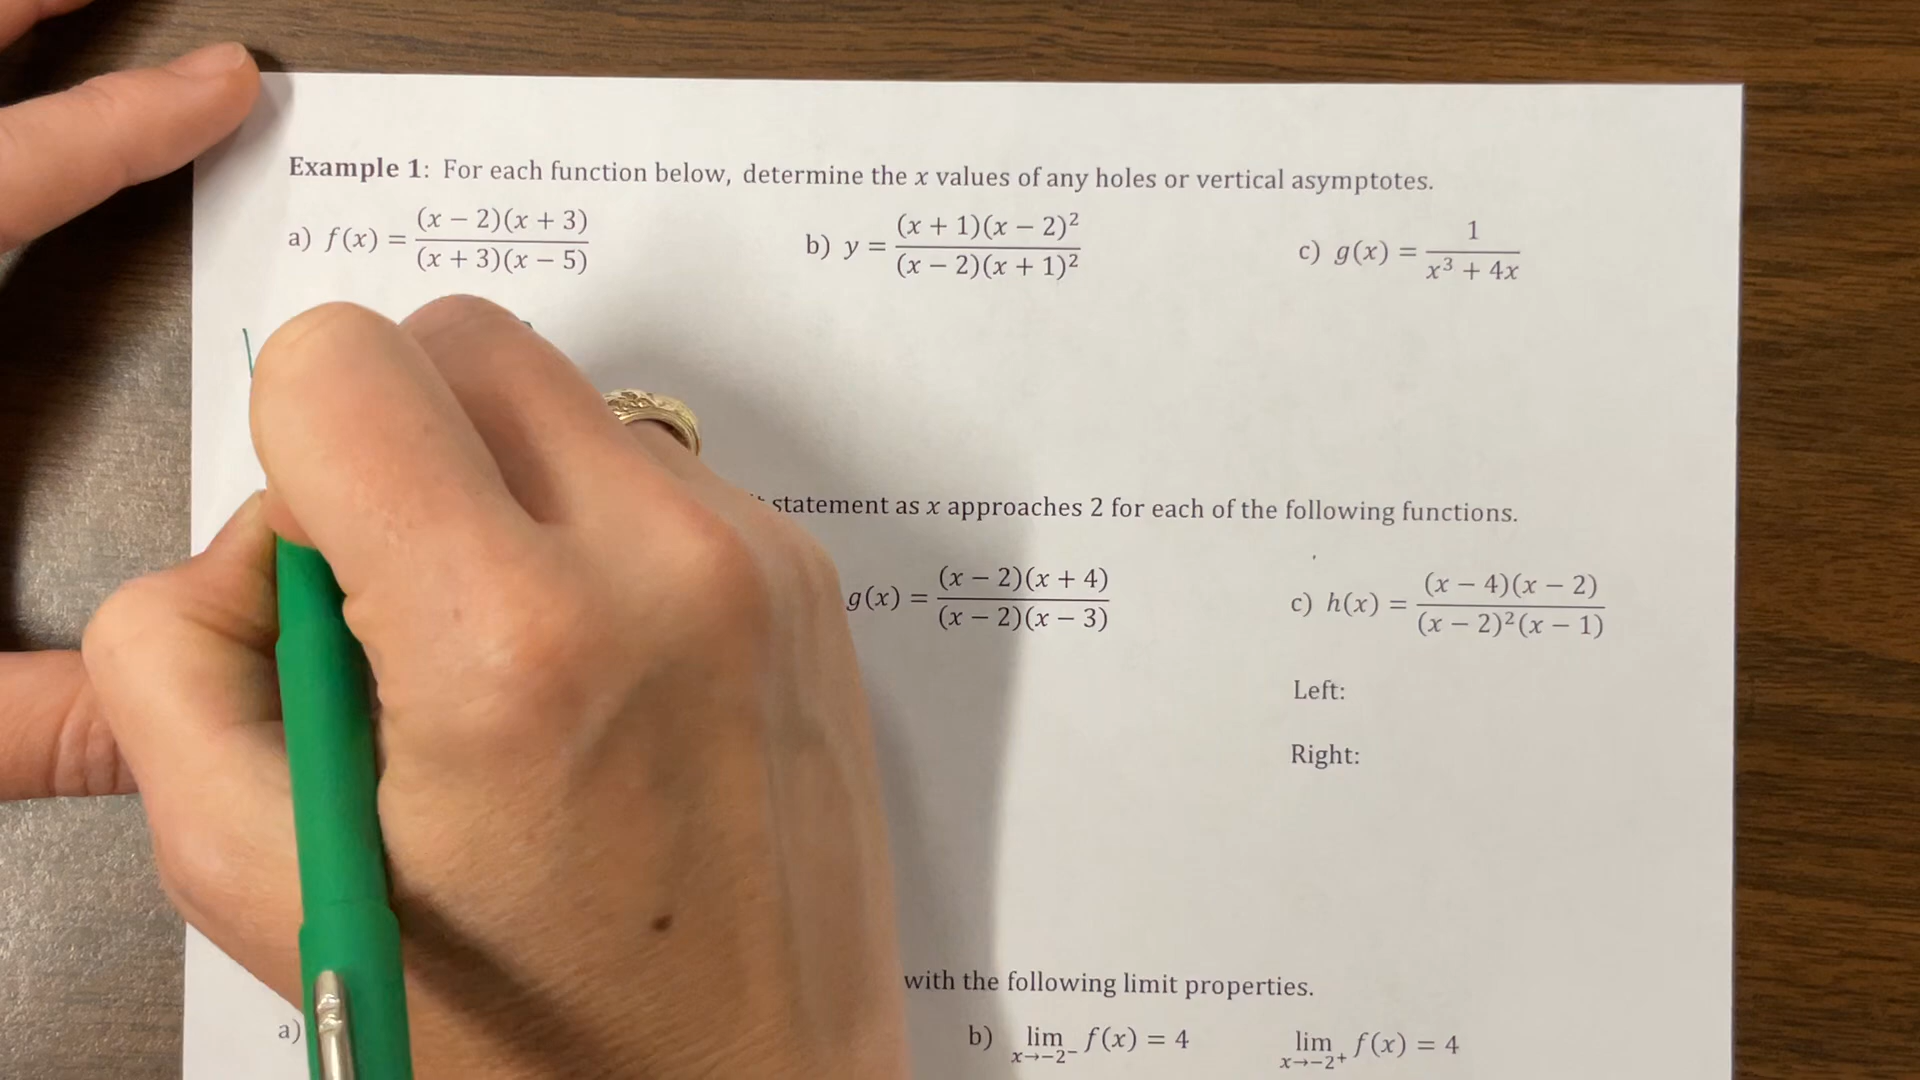 Example 1: For each function below, determine the x values of any holes or vertical asymptotes.
a) f(x) = (x − 2)(x + 3) / (x + 3)(x − 5)
b) y = (x + 1)(x − 2)² / (x − 2)(x + 1)²
c) g(x) = 1 / x³ + 4x
statement as x approaches 2 for each of the following functions.
g(x) = (x − 2)(x + 4) / (x − 2)(x − 3)
c) h(x) = (x − 4)(x − 2) / (x − 2)²(x − 1)
Left:
Right:
with the following limit properties.
a)
b) lim x→−2⁻ f(x) = 4
lim x→−2⁺ f(x) = 4